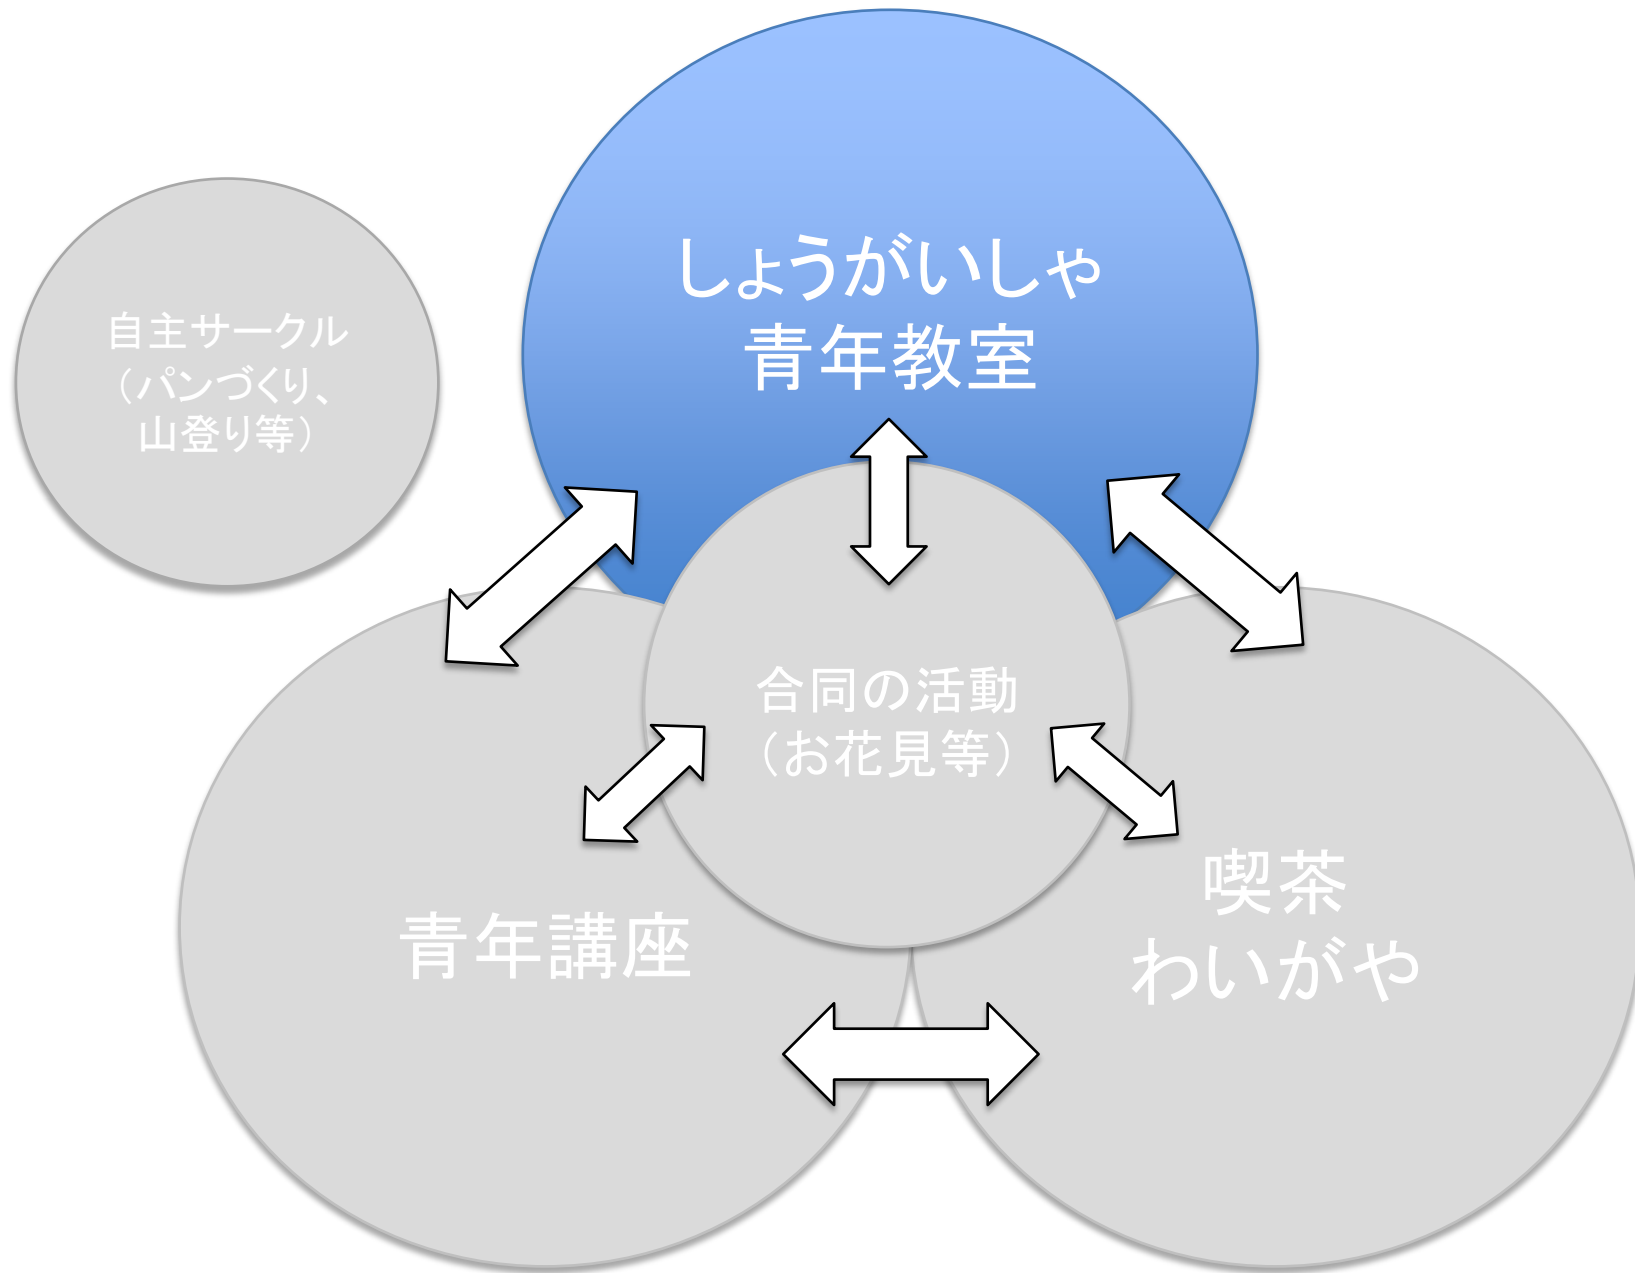 しょうがいしゃ
青年教室
自主サークル
（パンづくり、
山登り等）
合同の活動
（お花見等）
青年講座
喫茶
わいがや